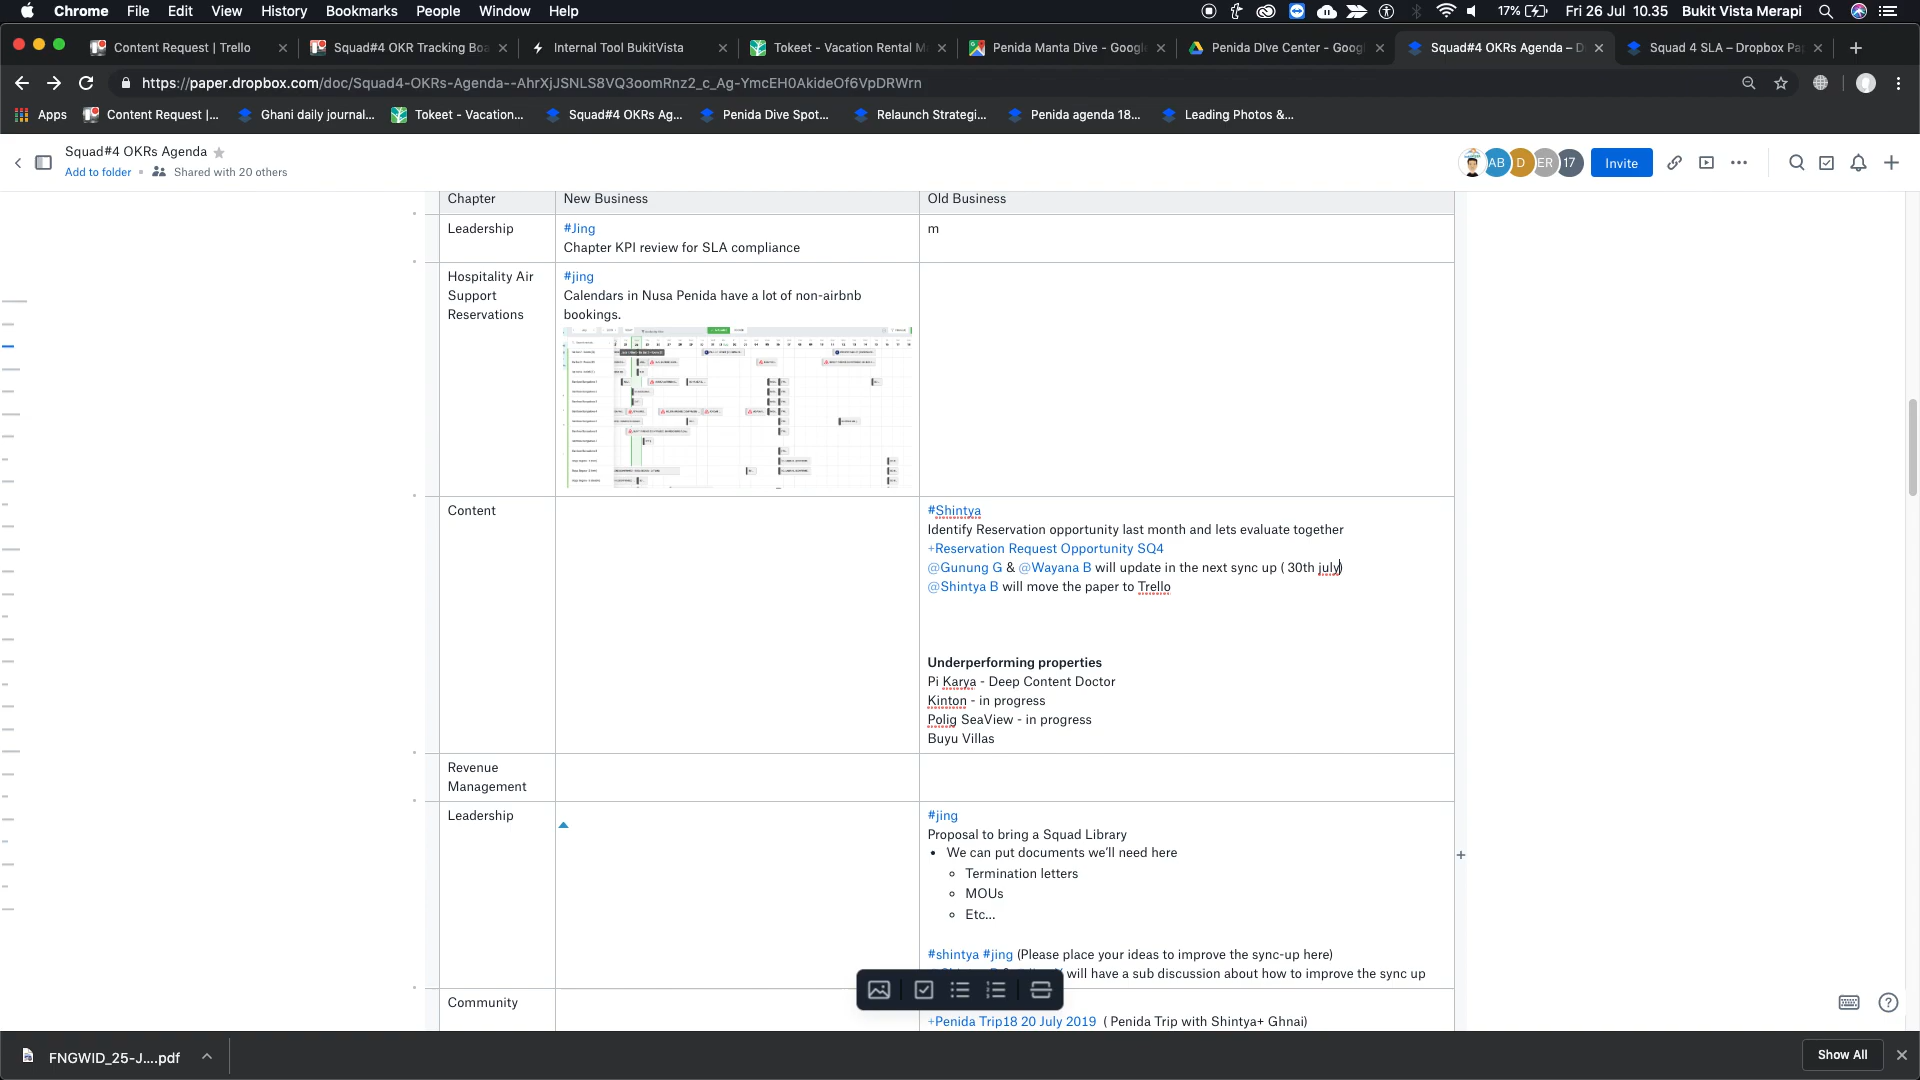 Chrome File Edit View History Bookmarks People Window Help 17% Fri 26 Jul 10.35 Bukit Vista Merapi
Content Request | Trello
Squad#4 OKR Tracking Boa
Internal Tool BukitVista
Tokeet - Vacation Rental M
Penida Manta Dive - Googl
Penida DIve Center - Goog
Squad#4 OKRs Agenda – D
Squad 4 SLA – Dropbox Pa
https://paper.dropbox.com/doc/Squad4-OKRs-Agenda--AhrXjJSNLS8VQ3oomRnz2_c_Ag-YmcEH0AkideOf6VpDRWrn
Apps Content Request |... Ghani daily journal... Tokeet - Vacation... Squad#4 OKRs Ag... Penida Dive Spot... Relaunch Strategi... Penida agenda 18... Leading Photos &...
Squad#4 OKRs Agenda
Add to folder • Shared with 20 others
AB D ER 17 Invite
Chapter New Business Old Business
Leadership
#Jing
Chapter KPI review for SLA compliance
m
Hospitality Air
Support
Reservations
#jing
Calendars in Nusa Penida have a lot of non-airbnb
bookings.
Content
#Shintya
Identify Reservation opportunity last month and lets evaluate together
+Reservation Request Opportunity SQ4
@Gunung G & @Wayana B will update in the next sync up ( 30th july)
@Shintya B will move the paper to Trello
Underperforming properties
Pi Karya - Deep Content Doctor
Kinton - in progress
Polig SeaView - in progress
Buyu Villas
Revenue
Management
Leadership
#jing
Proposal to bring a Squad Library
• We can put documents we’ll need here
◦ Termination letters
◦ MOUs
◦ Etc...
#shintya #jing (Please place your ideas to improve the sync-up here)
will have a sub discussion about how to improve the sync up
Community
+Penida Trip18 20 July 2019 ( Penida Trip with Shintya+ Ghnai)
FNGWID_25-J....pdf
Show All